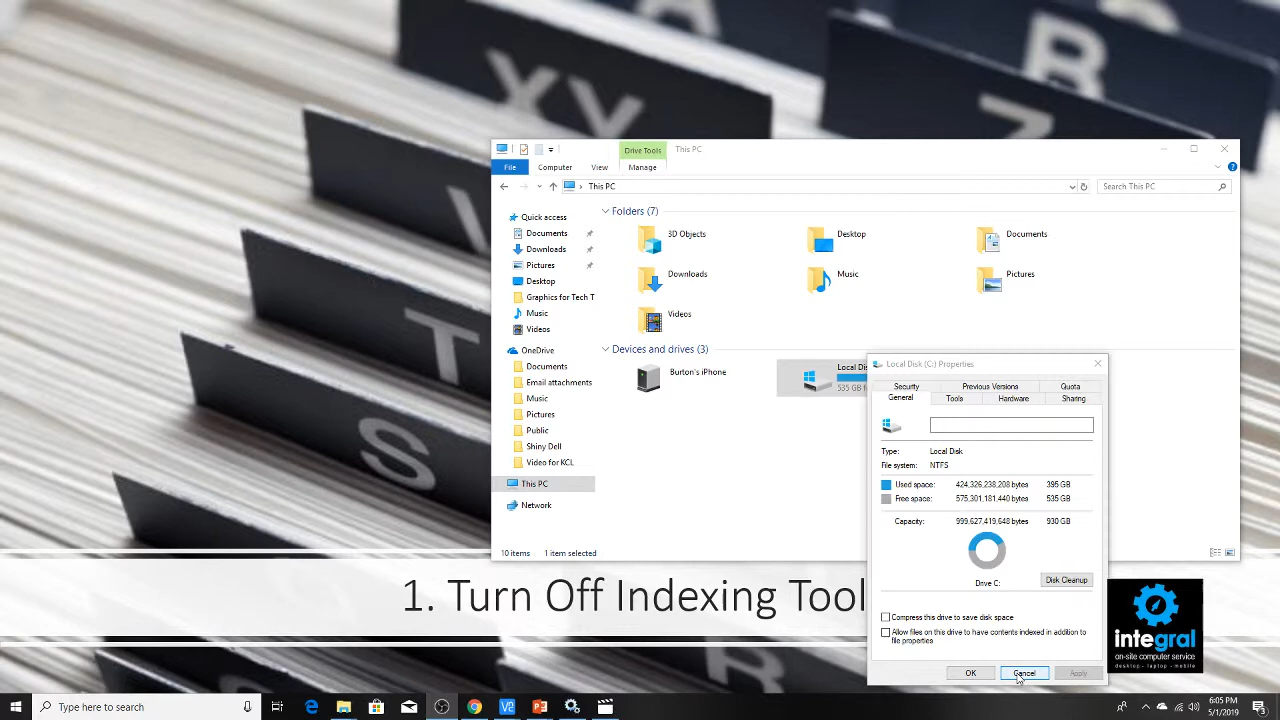 XY
A
B
Z
V
T
S
Drive Tools
This PC
File
Computer
View
Manage
This PC
Search This PC
Quick access
Documents
Downloads
Pictures
Desktop
Graphics for Tech T
Music
Videos
OneDrive
Documents
Email attachments
Music
Pictures
Public
Shiny Dell
Video for KCL
This PC
Network
Folders (7)
3D Objects
Desktop
Documents
Downloads
Music
Pictures
Videos
Devices and drives (3)
Burton's iPhone
Local Dis
535 GB f
10 items
1 item selected
Local Disk (C:) Properties
Security
Previous Versions
Quota
General
Tools
Hardware
Sharing
Type: Local Disk
File system: NTFS
Used space: 424,326,238,208 bytes 395 GB
Free space: 575,301,181,440 bytes 535 GB
Capacity: 999,627,419,648 bytes 930 GB
Drive C:
Disk Cleanup
Compress this drive to save disk space
Allow files on this drive to have contents indexed in addition to
file properties
OK
Cancel
Apply
1. Turn Off Indexing Tool
integral
on-site computer service
desktop - laptop - mobile
Type here to search
6:05 PM
5/1/2019